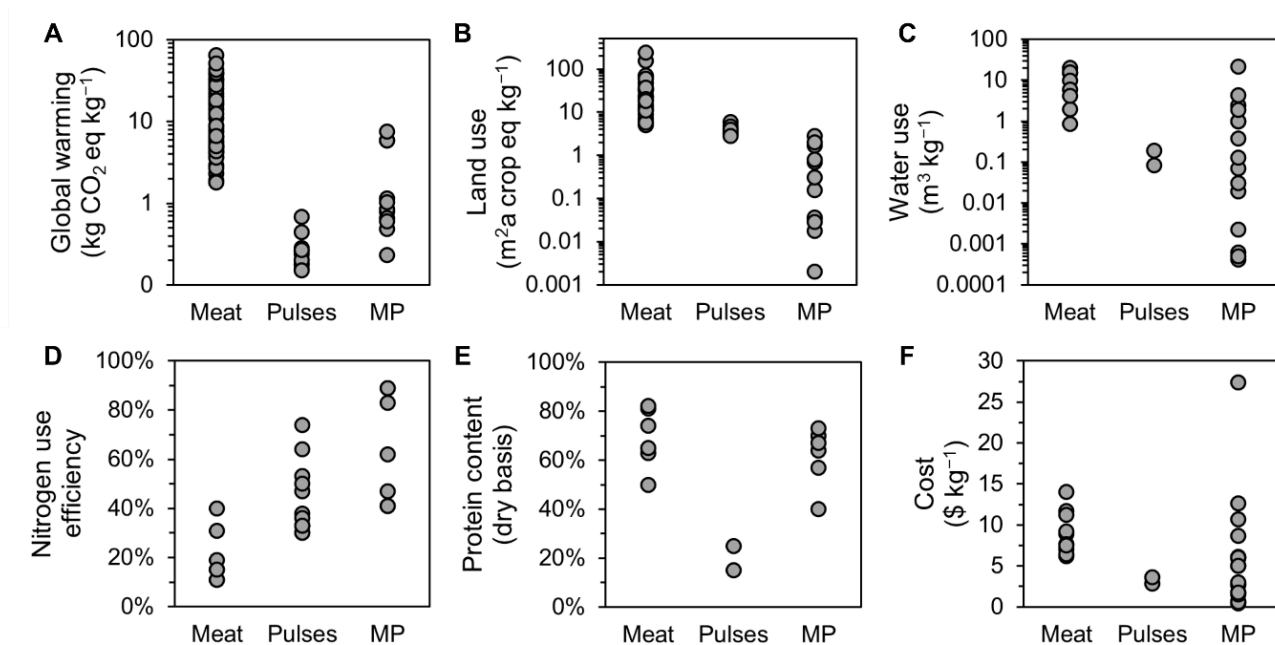 A
Global warming
(kg CO₂ eq kg⁻¹)
100
10
1
0
Meat Pulses MP
B
Land use
(m²a crop eq kg⁻¹)
100
10
1
0.1
0.01
0.001
Meat Pulses MP
C
Water use
(m³ kg⁻¹)
100
10
1
0.1
0.01
0.001
0.0001
Meat Pulses MP
D
Nitrogen use
efficiency
100%
80%
60%
40%
20%
0%
Meat Pulses MP
E
Protein content
(dry basis)
100%
80%
60%
40%
20%
0%
Meat Pulses MP
F
Cost
($ kg⁻¹)
30
25
20
15
10
5
0
Meat Pulses MP